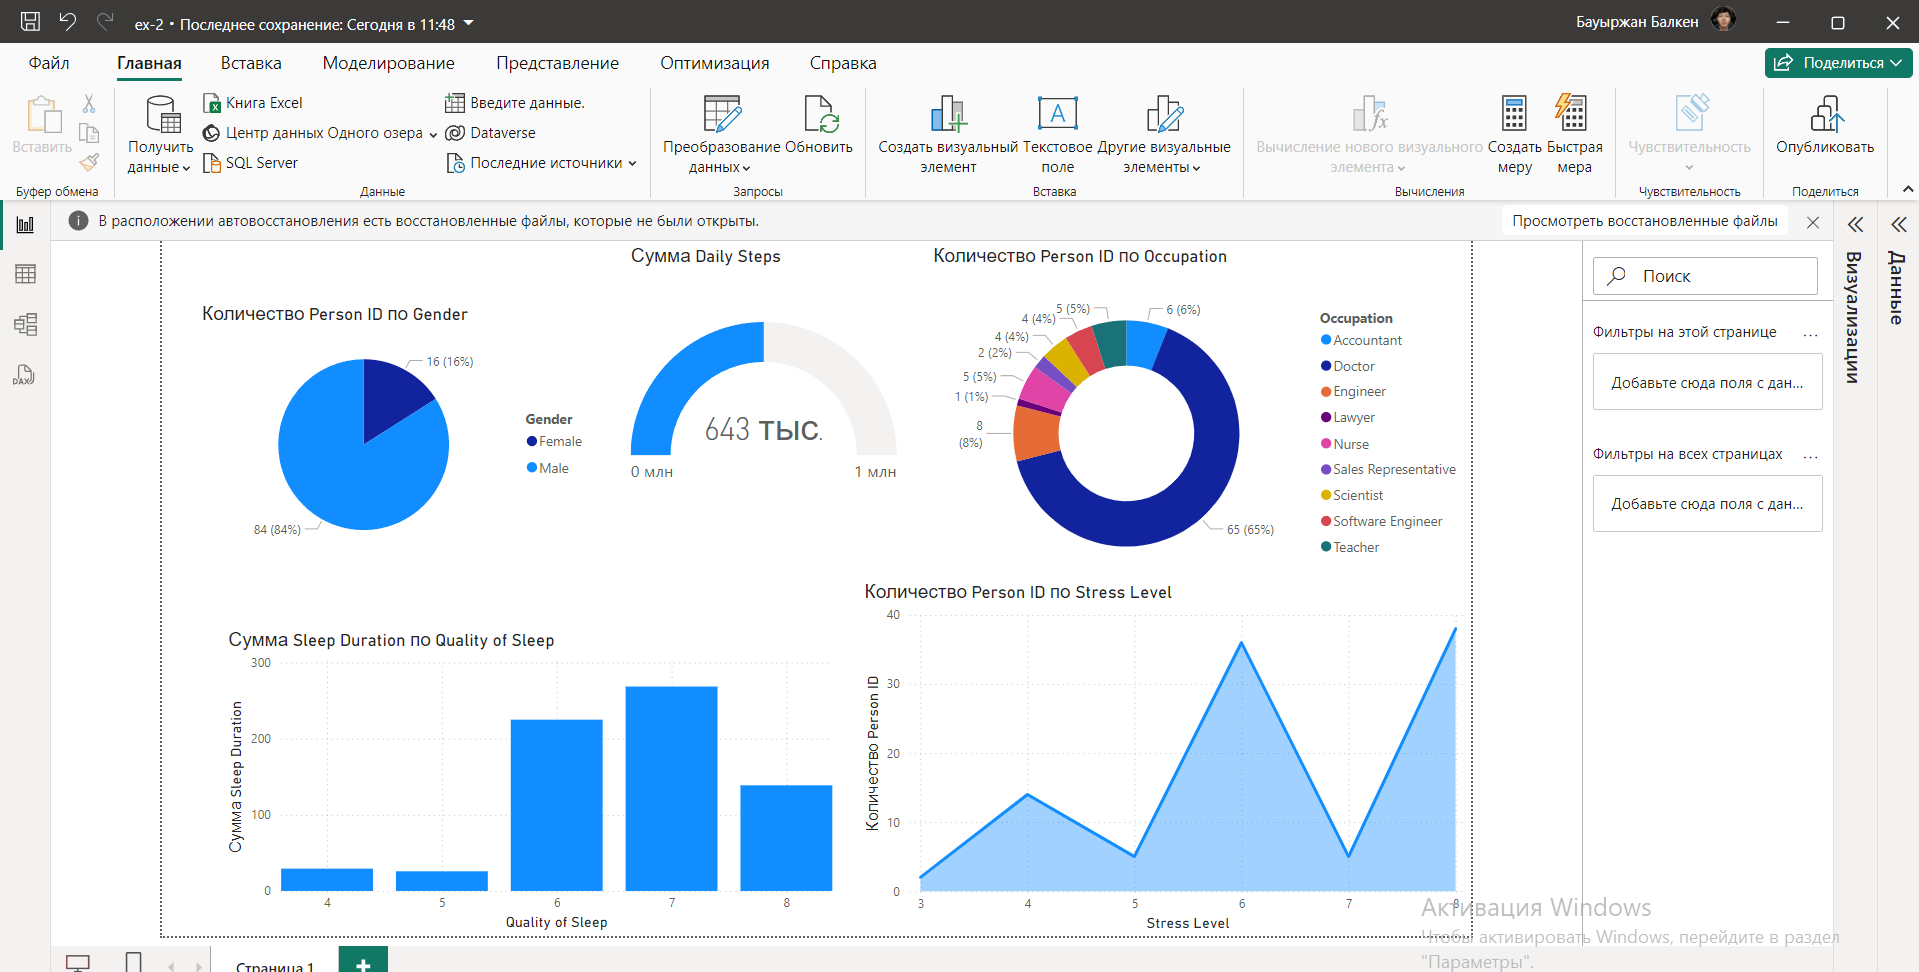 ex-2 • Последнее сохранение: Сегодня в 11:48
Бауыржан Балкен
Файл
Главная
Вставка
Моделирование
Представление
Оптимизация
Справка
Поделиться
Вставить
Буфер обмена
Получить данные
Книга Excel
Центр данных Одного озера
SQL Server
Введите данные.
Dataverse
Последние источники
Данные
Преобразование данных
Обновить
Запросы
Создать визуальный элемент
Текстовое поле
Другие визуальные элементы
Вставка
Вычисление нового визуального элемента
Создать меру
Быстрая мера
Вычисления
Чувствительность
Чувствительность
Опубликовать
Поделиться
В расположении автовосстановления есть восстановленные файлы, которые не были открыты.
Просмотреть восстановленные файлы
DAX
Количество Person ID по Gender
16 (16%)
84 (84%)
Gender
Female
Male
Сумма Daily Steps
643 тыс.
0 млн
1 млн
Количество Person ID по Occupation
6 (6%)
5 (5%)
4 (4%)
4 (4%)
2 (2%)
5 (5%)
1 (1%)
8
(8%)
65 (65%)
Occupation
Accountant
Doctor
Engineer
Lawyer
Nurse
Sales Representative
Scientist
Software Engineer
Teacher
Сумма Sleep Duration по Quality of Sleep
Сумма Sleep Duration
300
200
100
0
4 5 6 7 8
Quality of Sleep
Количество Person ID по Stress Level
Количество Person ID
40
30
20
10
0
3 4 5 6 7 8
Stress Level
Поиск
Фильтры на этой странице ...
Добавьте сюда поля с дан...
Фильтры на всех страницах ...
Добавьте сюда поля с дан...
Визуализации
Данные
Активация Windows
Чтобы активировать Windows, перейдите в раздел
"Параметры".
Страница 1